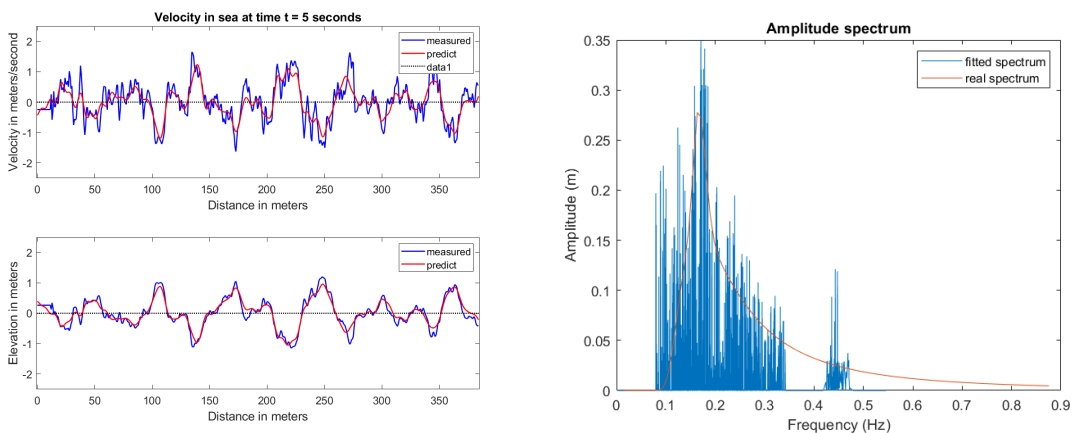 Velocity in sea at time t = 5 seconds
Velocity in meters/second
2
1
0
-1
-2
measured
predict
data1
0
50
100
150
200
250
300
350
Distance in meters
Elevation in meters
2
1
0
-1
-2
measured
predict
0
50
100
150
200
250
300
350
Distance in meters
Amplitude spectrum
Amplitude (m)
0.35
0.3
0.25
0.2
0.15
0.1
0.05
0
fitted spectrum
real spectrum
0
0.1
0.2
0.3
0.4
0.5
0.6
0.7
0.8
0.9
Frequency (Hz)